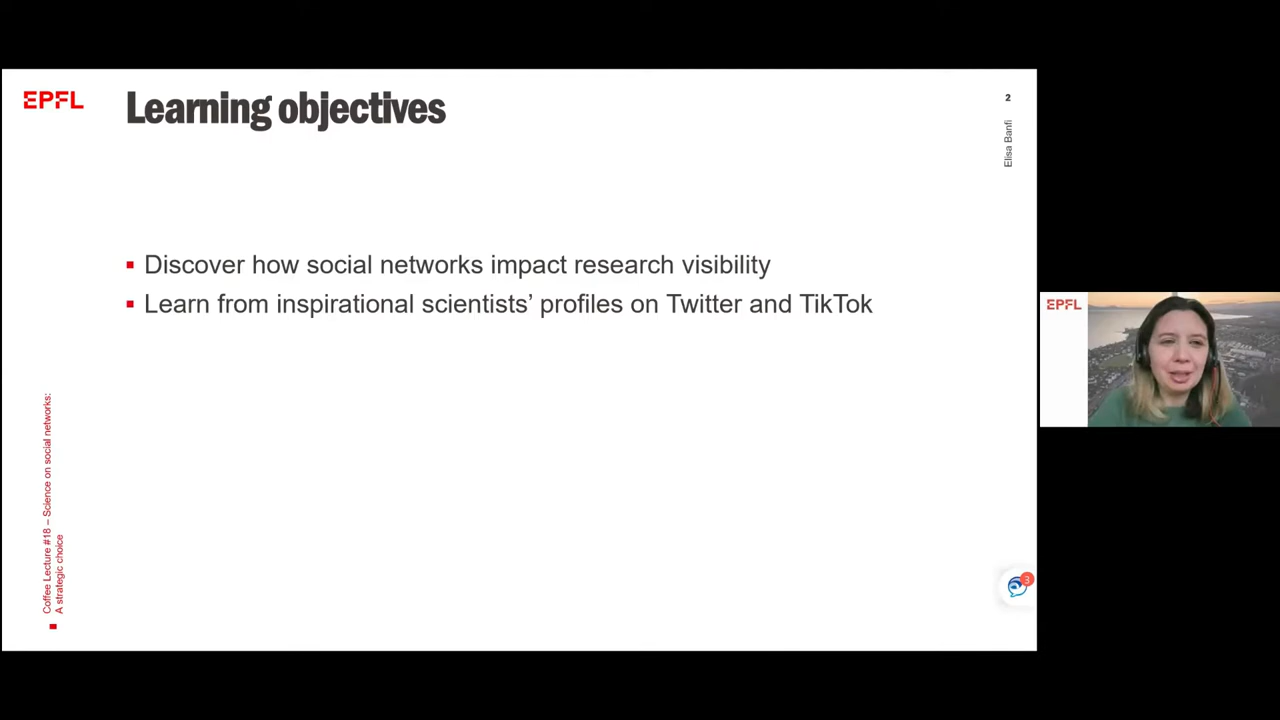 EPFL
Learning objectives
2
Elisa Banfi
Discover how social networks impact research visibility
Learn from inspirational scientists’ profiles on Twitter and TikTok
EPFL
Coffee Lecture #18 – Science on social networks:
A strategic choice
3